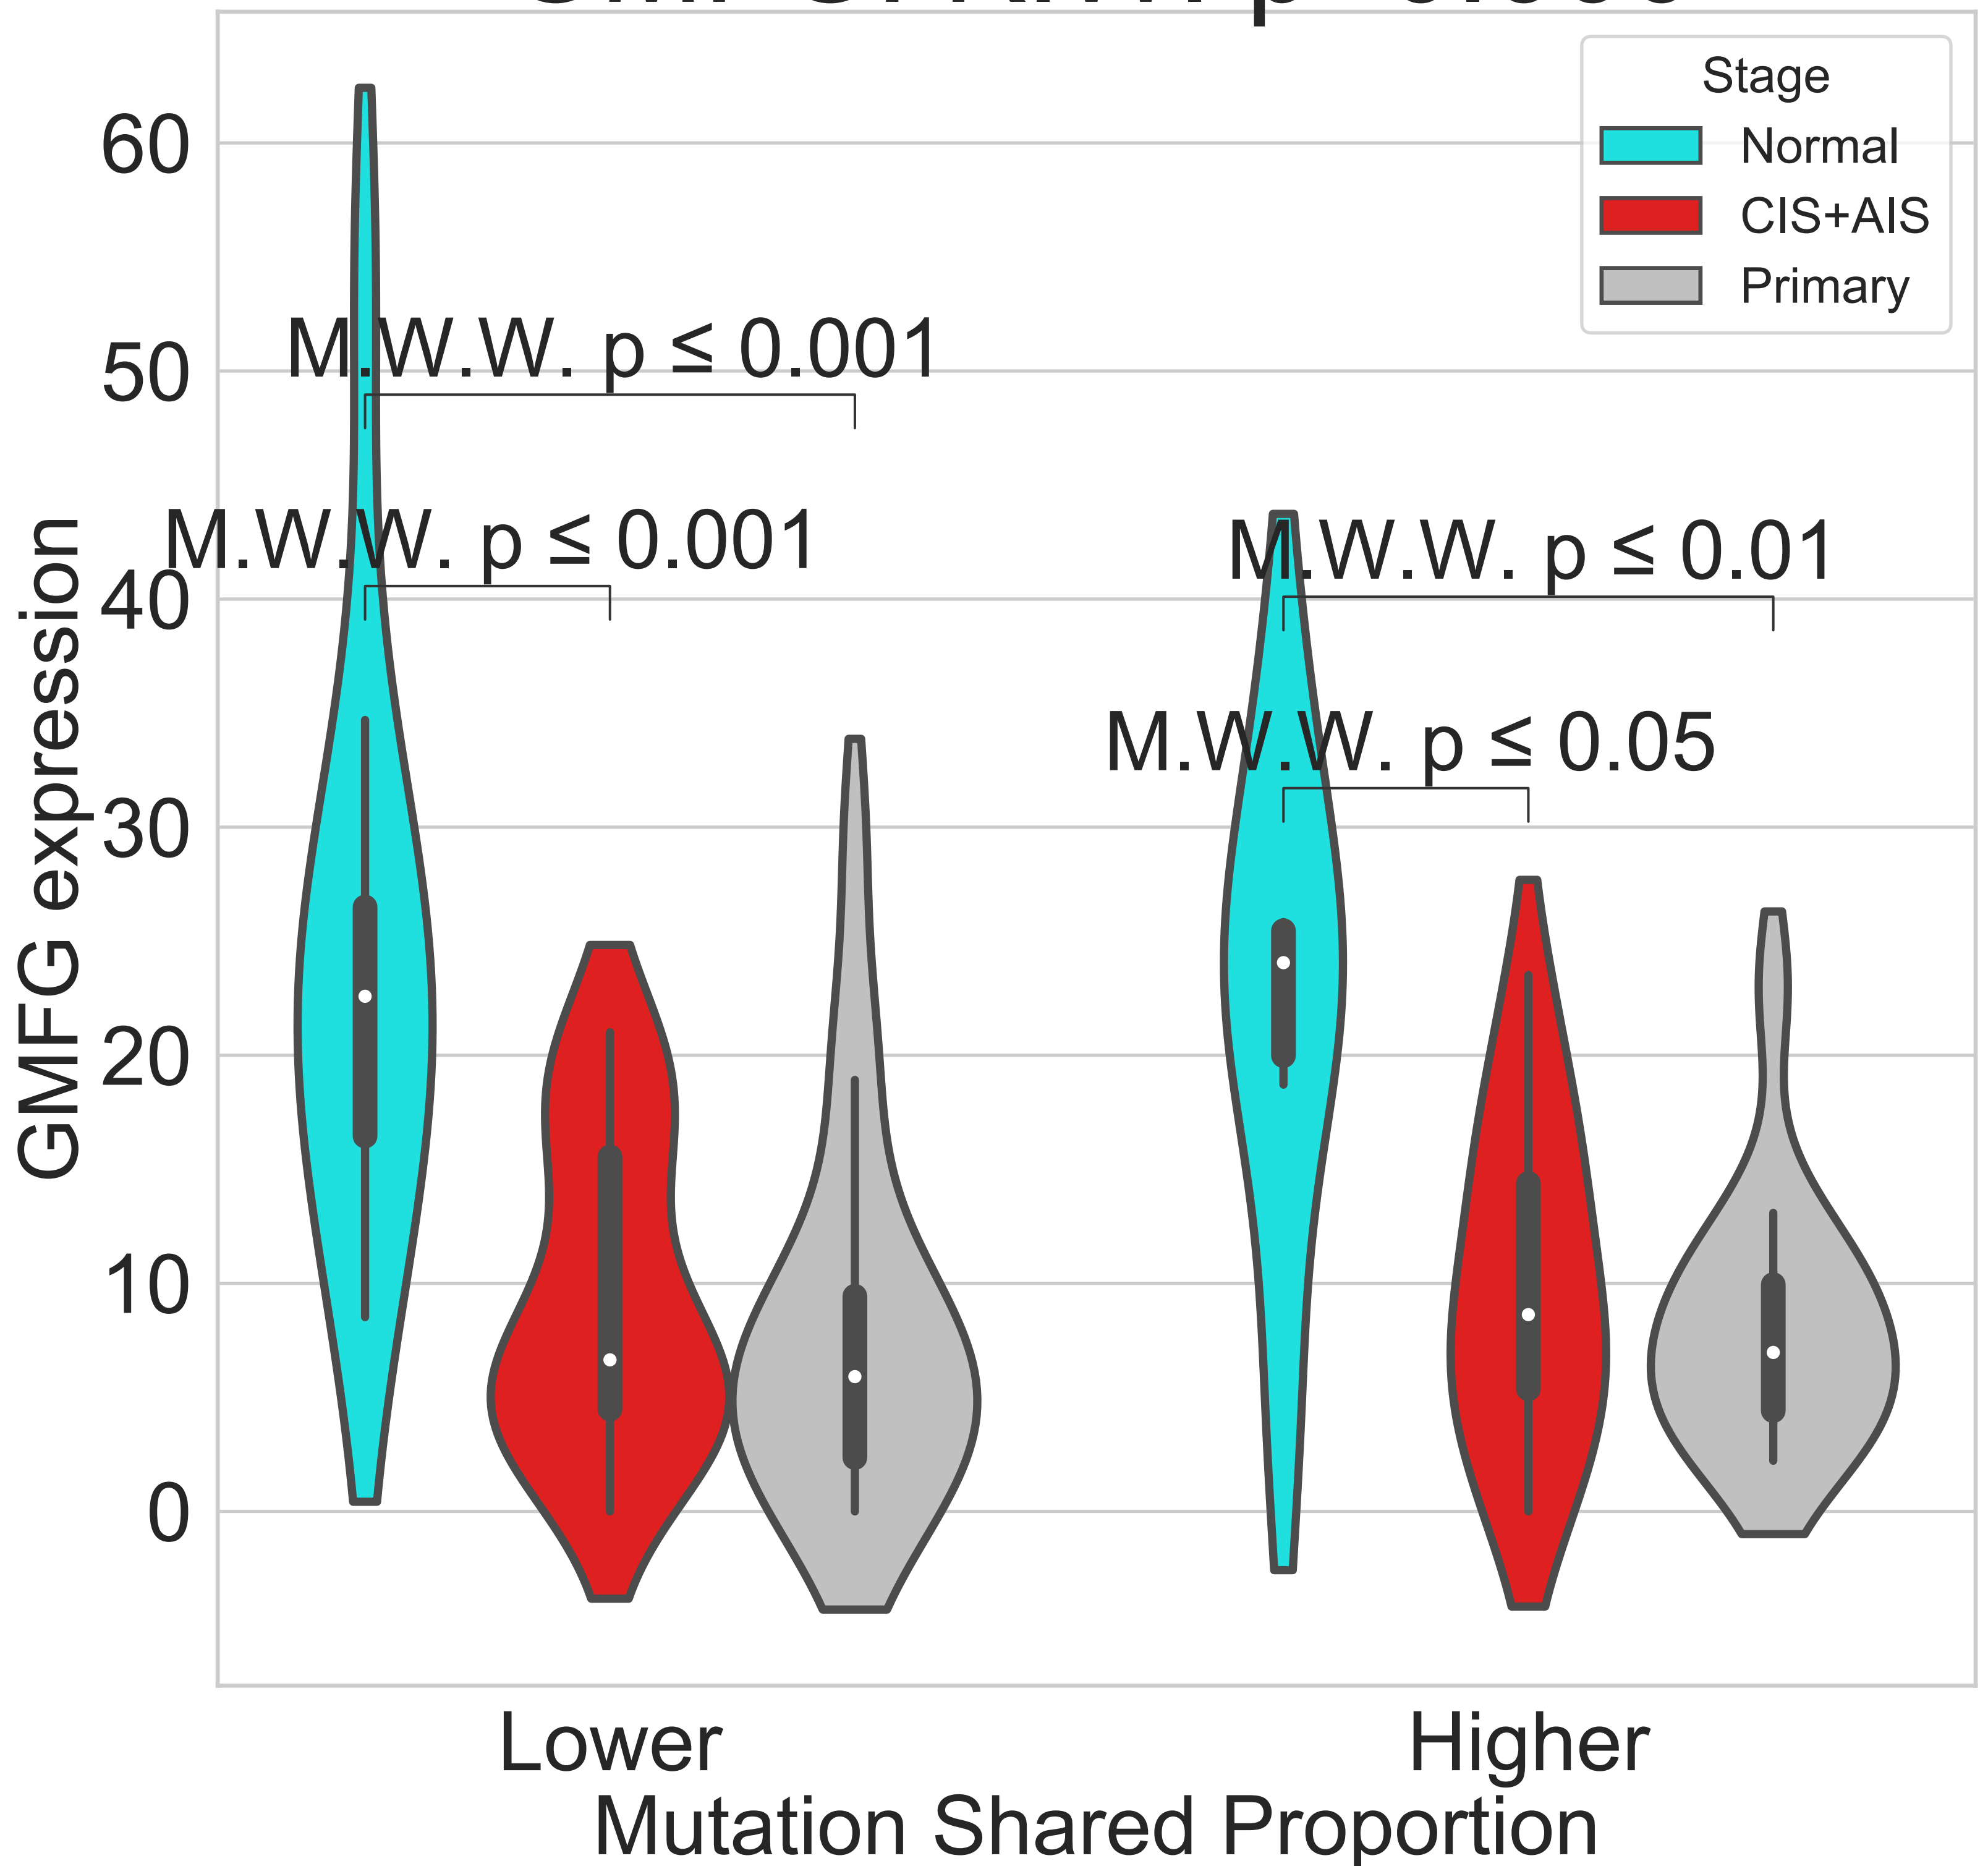 Stage
Normal
CIS+AIS
Primary
60
50
40
30
20
10
0
GMFG expression
M.W.W. p ≤ 0.001
M.W.W. p ≤ 0.001
M.W.W. p ≤ 0.01
M.W.W. p ≤ 0.05
Lower
Higher
Mutation Shared Proportion